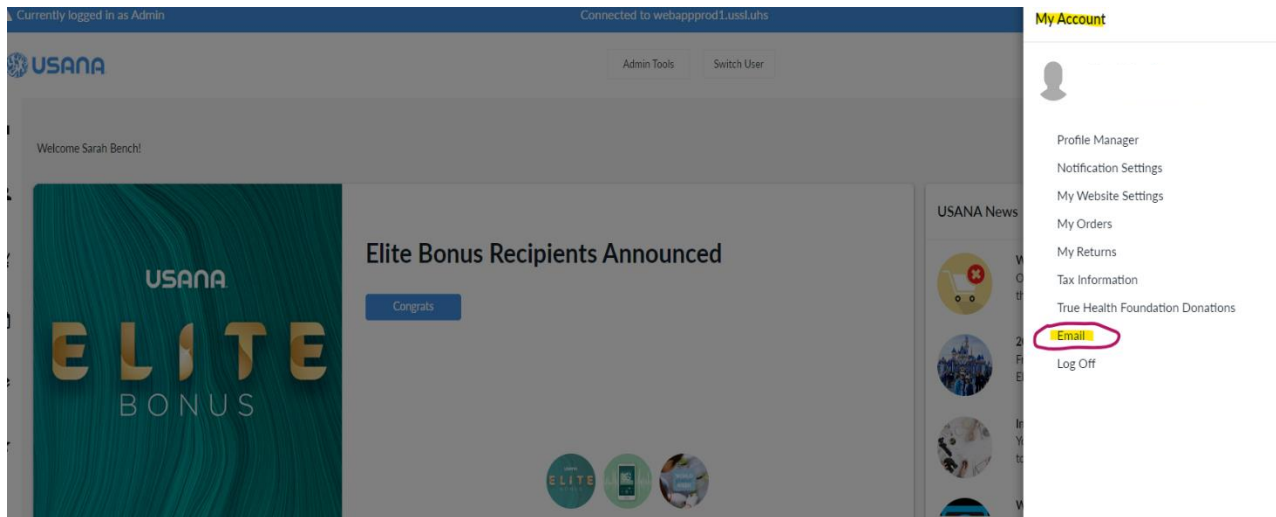 Currently logged in as Admin
Connected to webappprod1.ussl.uhs
My Account
USANA
Admin Tools
Switch User
Welcome Sarah Bench!
Profile Manager
Notification Settings
My Website Settings
My Orders
My Returns
Tax Information
True Health Foundation Donations
Email
Log Off
USANA
ELITE
BONUS
Elite Bonus Recipients Announced
Congrats
ELITE
USANA News